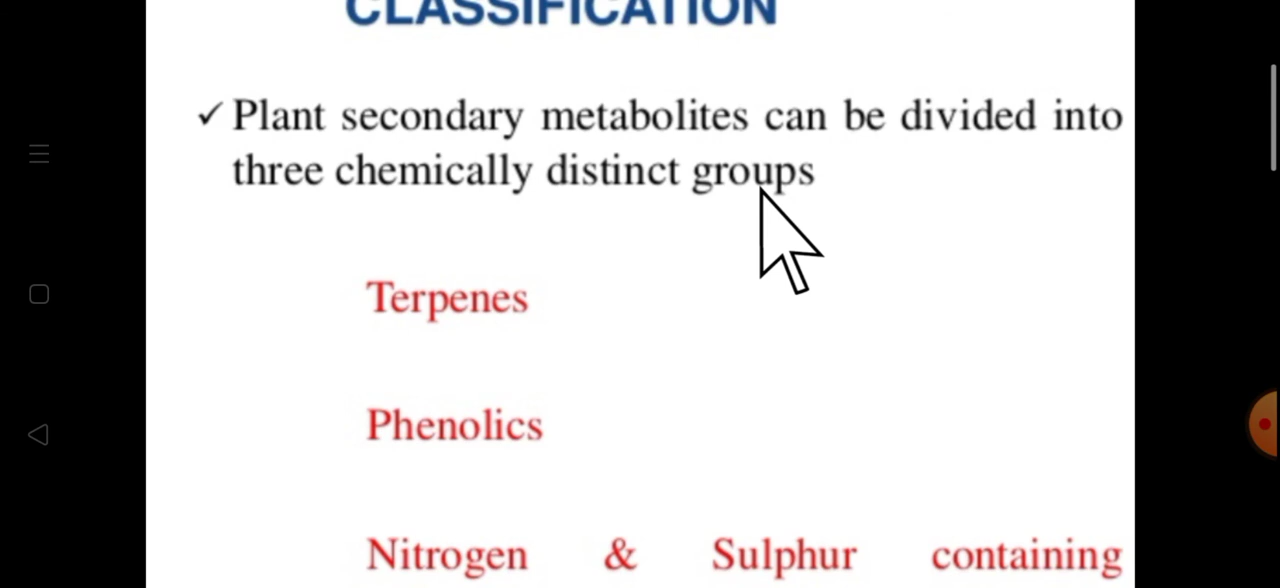 CLASSIFICATION
✓ Plant secondary metabolites can be divided into
three chemically distinct groups
Terpenes
Phenolics
Nitrogen & Sulphur containing